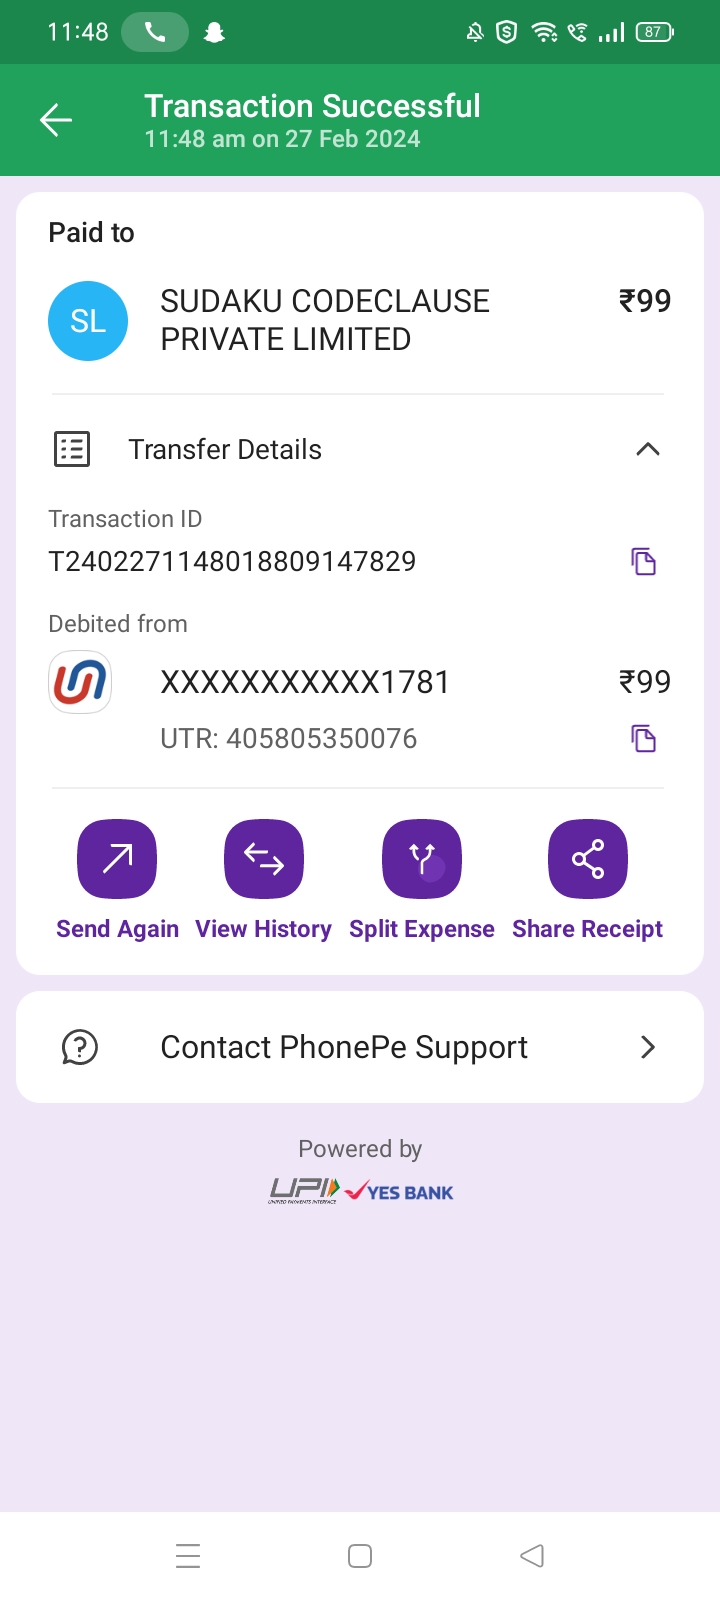 11:48
87
Transaction Successful
11:48 am on 27 Feb 2024
Paid to
SL
SUDAKU CODECLAUSE
PRIVATE LIMITED
₹99
Transfer Details
Transaction ID
T2402271148018809147829
Debited from
XXXXXXXXXXX1781
₹99
UTR: 405805350076
Send Again
View History
Split Expense
Share Receipt
Contact PhonePe Support
Powered by
UPI
UNIFIED PAYMENTS INTERFACE
YES BANK